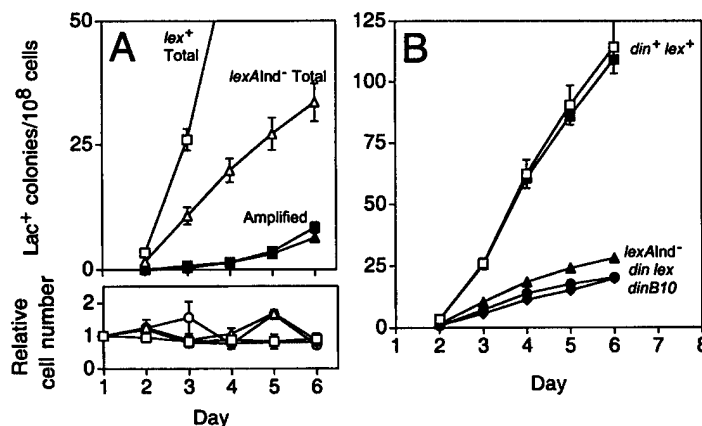 A
lex+ Total
lexAInd- Total
Amplified
Lac+ colonies/10^8 cells
50
25
0
Relative cell number
2
1
0
1 2 3 4 5 6
Day
B
din+ lex+
lexAInd-
din lex
dinB10
125
100
75
50
25
0
1 2 3 4 5 6 7 8
Day